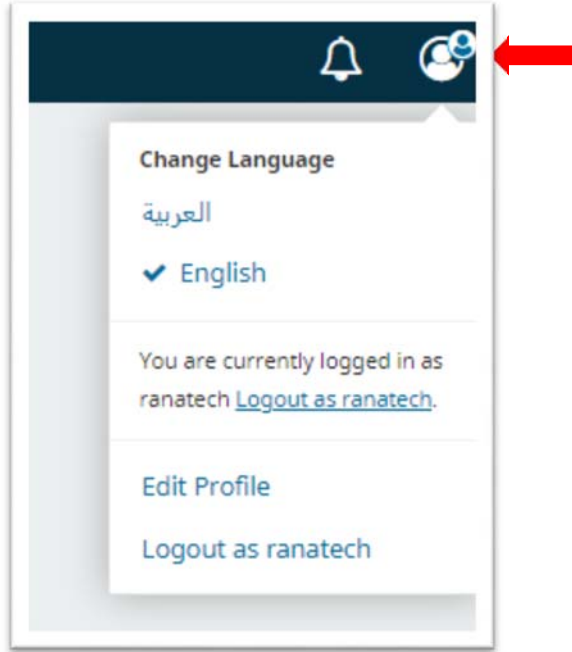 Change Language
العربية
✔ English
You are currently logged in as
ranatech Logout as ranatech.
Edit Profile
Logout as ranatech